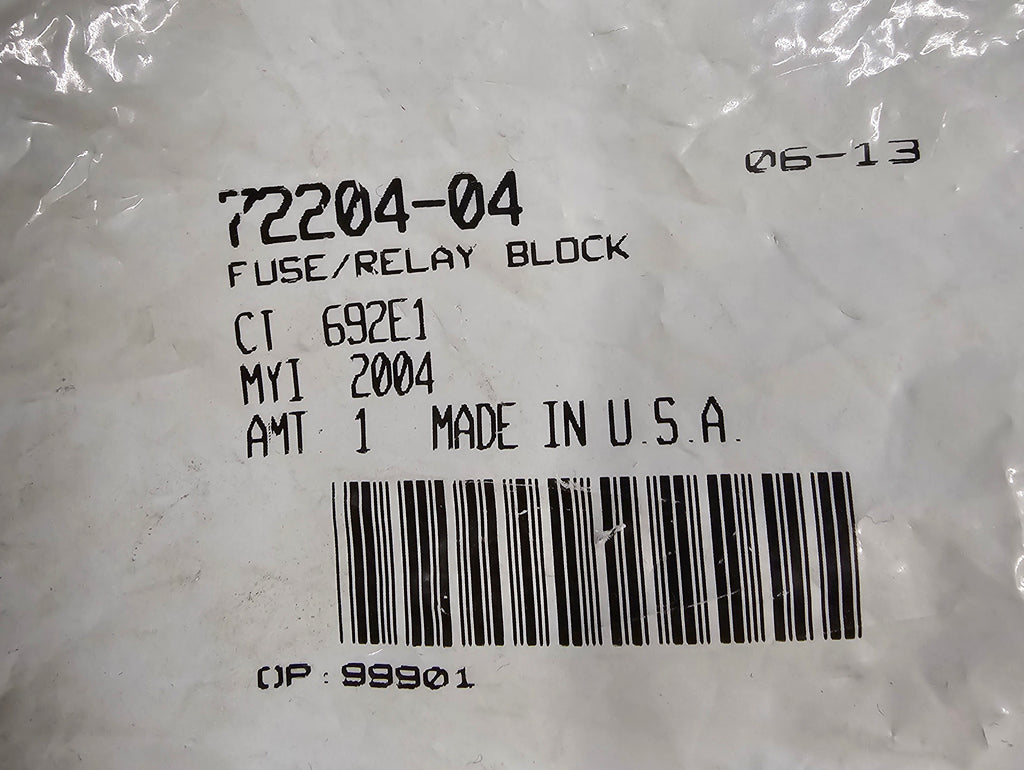 06-13
72204-04
FUSE/RELAY BLOCK
CT 692E1
MYI 2004
AMT 1 MADE IN U.S.A.
OP: 99901